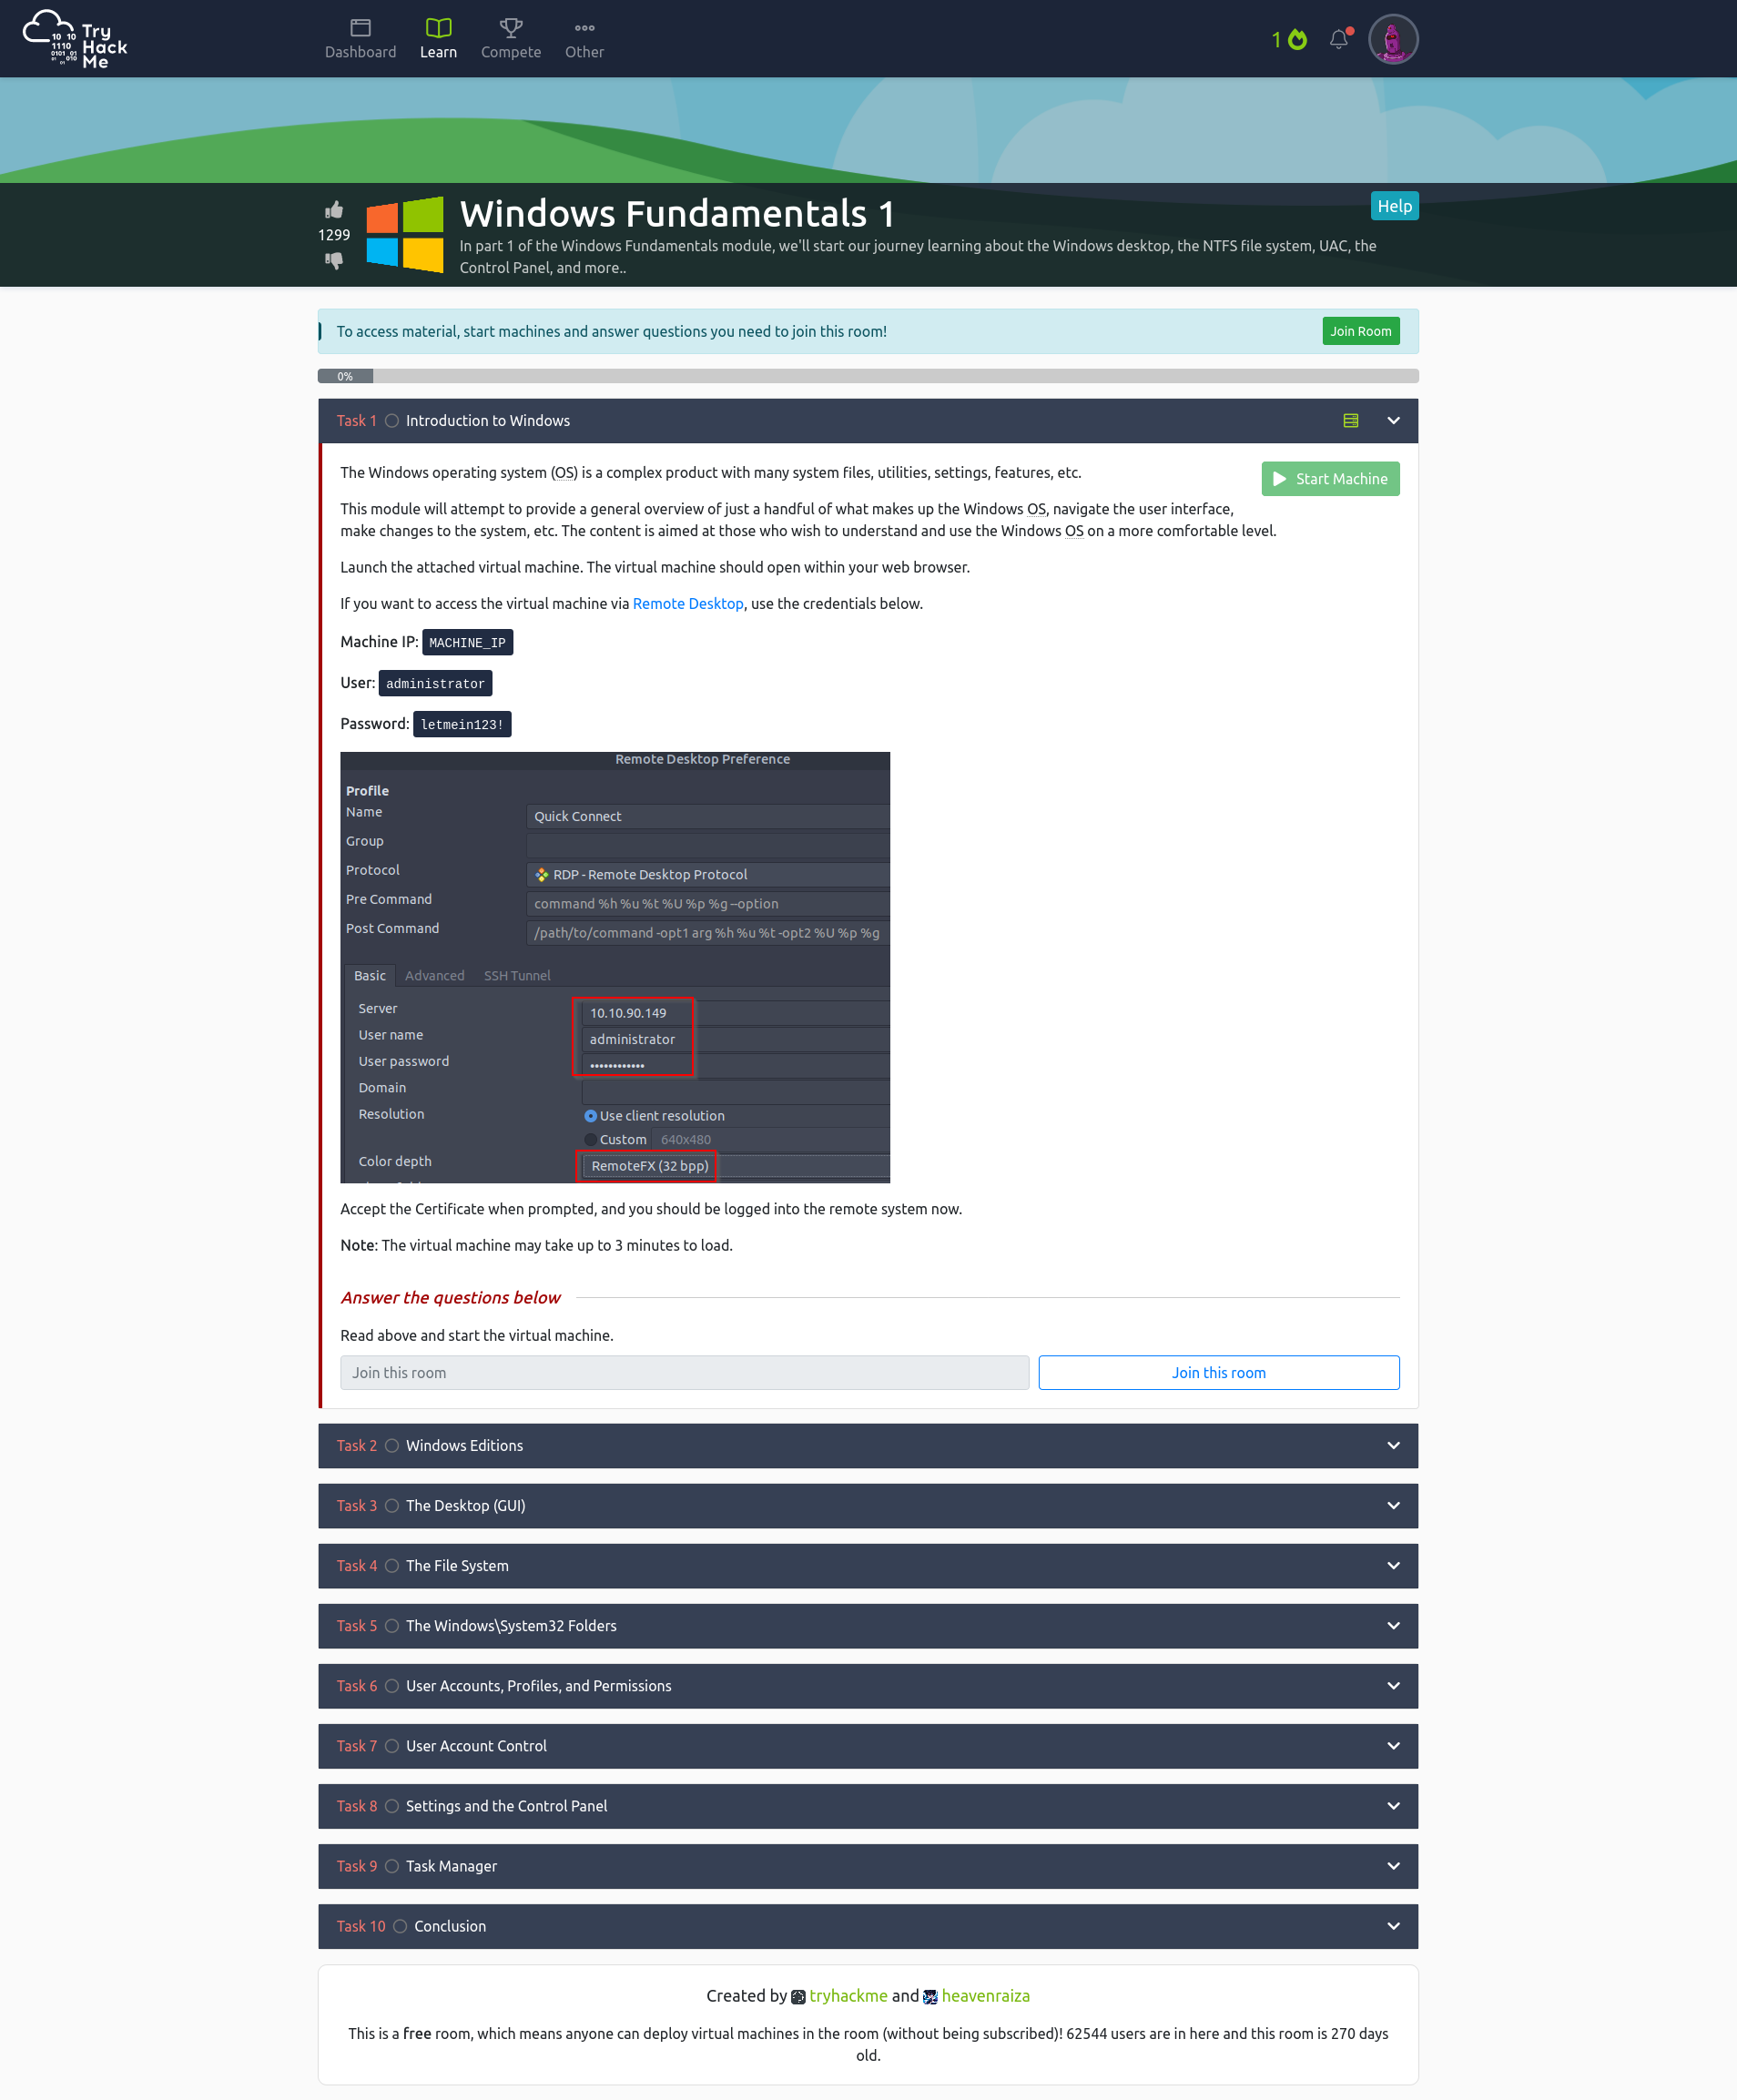 Try
Hack
Me
10 10
1110
0101 01
01 010
Dashboard
Learn
Compete
Other
1
1299
Windows Fundamentals 1
Help
In part 1 of the Windows Fundamentals module, we'll start our journey learning about the Windows desktop, the NTFS file system, UAC, the
Control Panel, and more..
To access material, start machines and answer questions you need to join this room!
Join Room
0%
Task 1 Introduction to Windows
The Windows operating system (OS) is a complex product with many system files, utilities, settings, features, etc.
Start Machine
This module will attempt to provide a general overview of just a handful of what makes up the Windows OS, navigate the user interface,
make changes to the system, etc. The content is aimed at those who wish to understand and use the Windows OS on a more comfortable level.
Launch the attached virtual machine. The virtual machine should open within your web browser.
If you want to access the virtual machine via Remote Desktop, use the credentials below.
Machine IP: MACHINE_IP
User: administrator
Password: letmein123!
Remote Desktop Preference
Profile
Name Quick Connect
Group
Protocol RDP - Remote Desktop Protocol
Pre Command command %h %u %t %U %p %g --option
Post Command /path/to/command -opt1 arg %h %u %t -opt2 %U %p %g
Basic Advanced SSH Tunnel
Server 10.10.90.149
User name administrator
User password ••••••••••••
Domain
Resolution Use client resolution
Custom 640x480
Color depth RemoteFX (32 bpp)
Accept the Certificate when prompted, and you should be logged into the remote system now.
Note: The virtual machine may take up to 3 minutes to load.
Answer the questions below
Read above and start the virtual machine.
Join this room
Join this room
Task 2 Windows Editions
Task 3 The Desktop (GUI)
Task 4 The File System
Task 5 The Windows\System32 Folders
Task 6 User Accounts, Profiles, and Permissions
Task 7 User Account Control
Task 8 Settings and the Control Panel
Task 9 Task Manager
Task 10 Conclusion
Created by tryhackme and heavenraiza
This is a free room, which means anyone can deploy virtual machines in the room (without being subscribed)! 62544 users are in here and this room is 270 days
old.